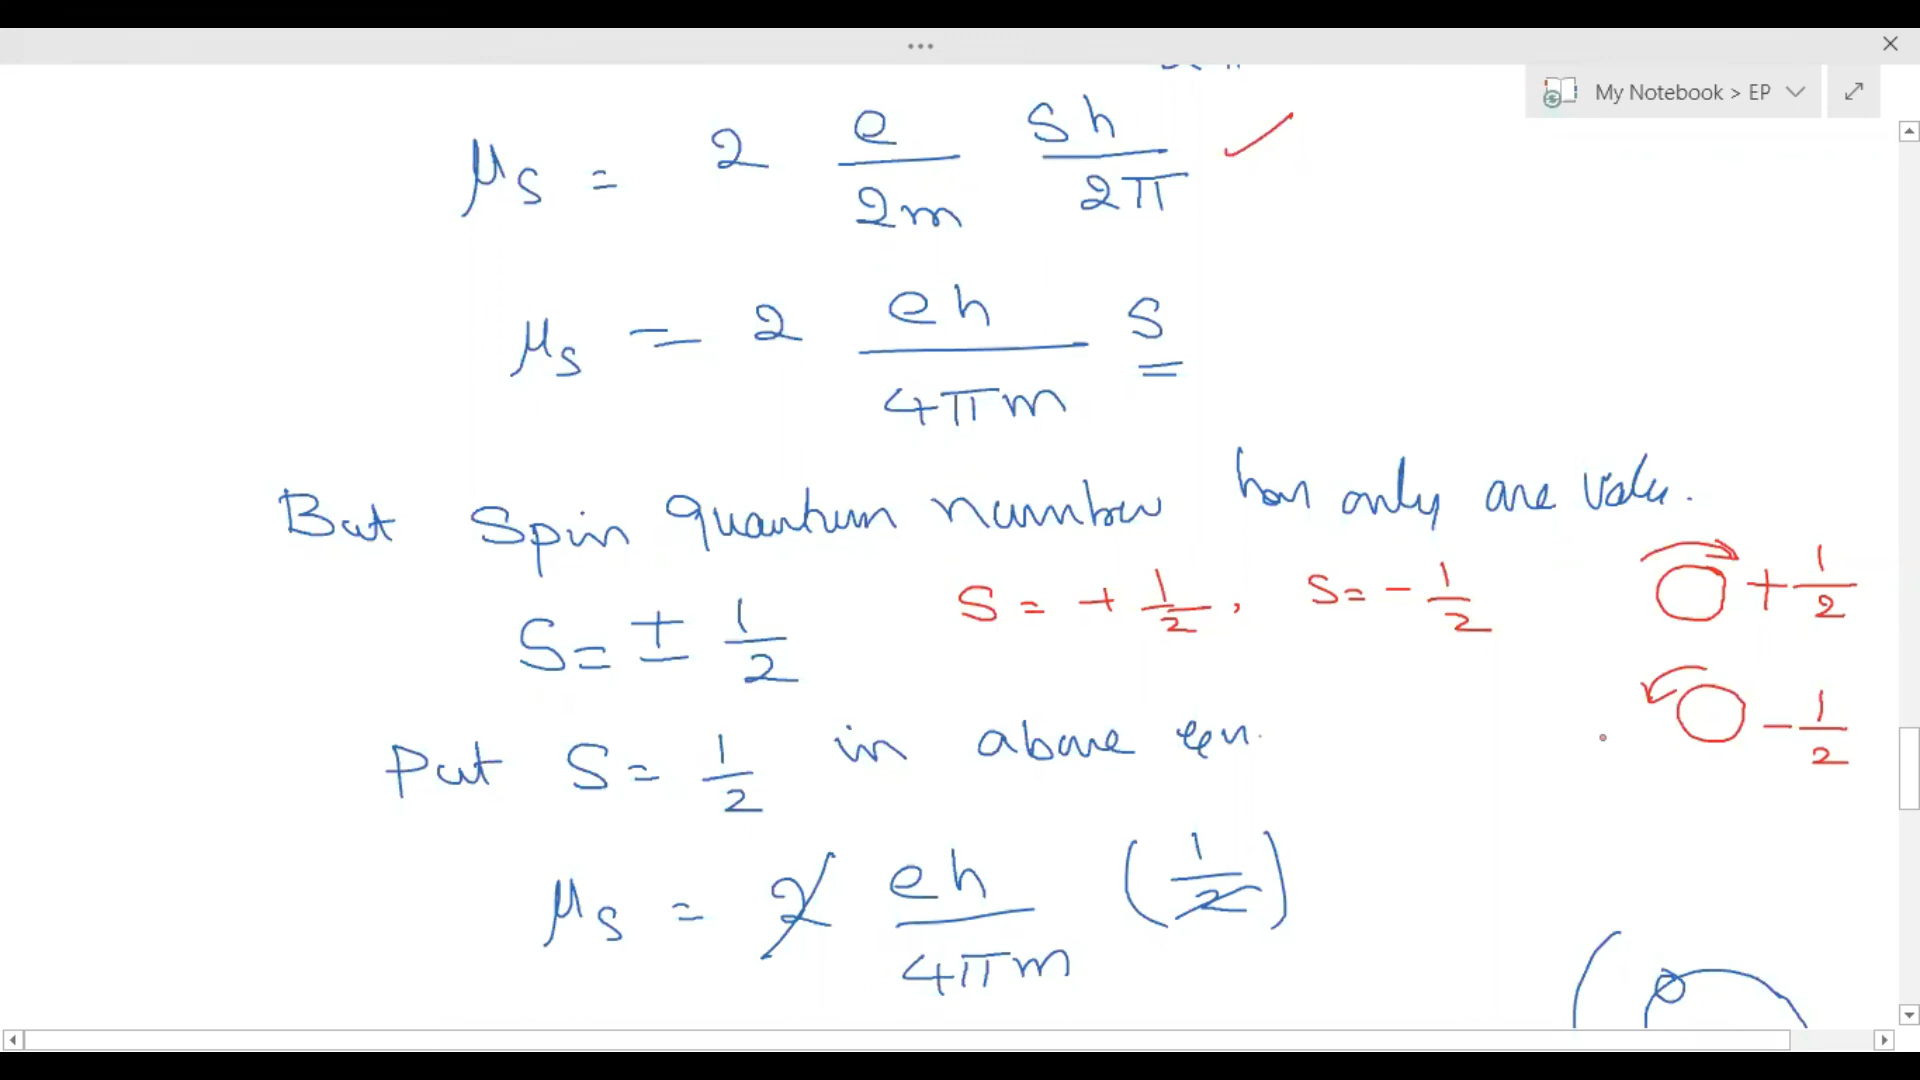 My Notebook > EP
μs = 2 e/2m sh/2π
μs = 2 eh/4πm s
But Spin Quantum number has only one value.
S = ± 1/2 S = + 1/2, S = - 1/2 + 1/2
- 1/2
Put S = 1/2 in above eqn.
μs = 2 eh/4πm (1/2)